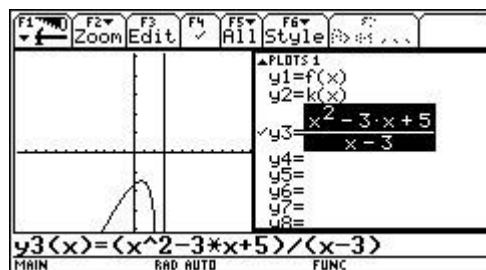 F1 F2 F3 F4 F5 F6
Zoom Edit ✓ All Style
▲PLOTS 1
y1=f(x)
y2=k(x)
✓y3=(x² - 3·x + 5)/(x - 3)
y4=
y5=
y6=
y7=
y8=
y3(x)=(x^2-3*x+5)/(x-3)
MAIN RAD AUTO FUNC